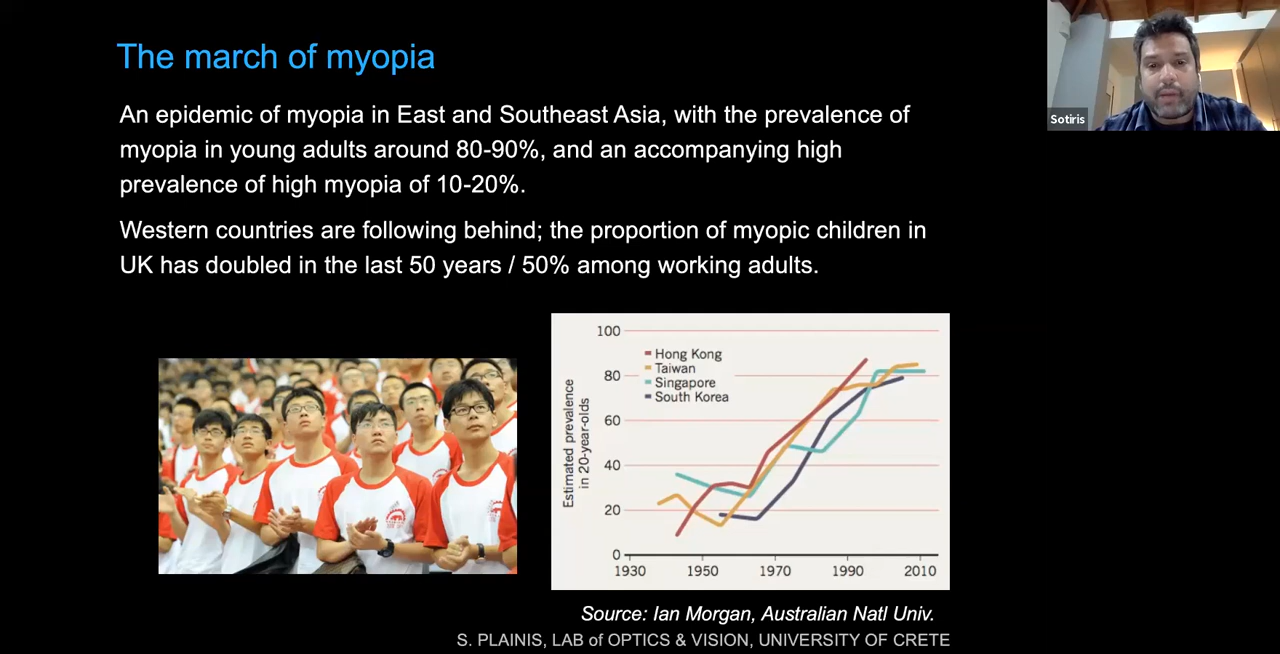 The march of myopia
An epidemic of myopia in East and Southeast Asia, with the prevalence of
myopia in young adults around 80-90%, and an accompanying high
prevalence of high myopia of 10-20%.
Western countries are following behind; the proportion of myopic children in
UK has doubled in the last 50 years / 50% among working adults.
Sotiris
Estimated prevalence
in 20-year-olds
100
80
60
40
20
0
Hong Kong
Taiwan
Singapore
South Korea
1930 1950 1970 1990 2010
Source: Ian Morgan, Australian Natl Univ.
S. PLAINIS, LAB of OPTICS & VISION, UNIVERSITY OF CRETE